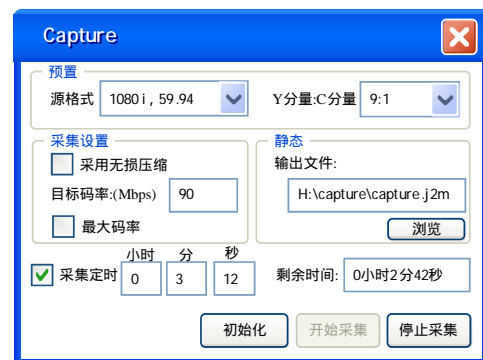 Capture
预置
源格式 1080i, 59.94 Y分量:C分量 9:1
采集设置
采用无损压缩
目标码率:(Mbps) 90
最大码率
静态
输出文件:
H:\capture\capture.j2m
浏览
小时 分 秒
采集定时 0 3 12 剩余时间: 0小时2分42秒
初始化 开始采集 停止采集